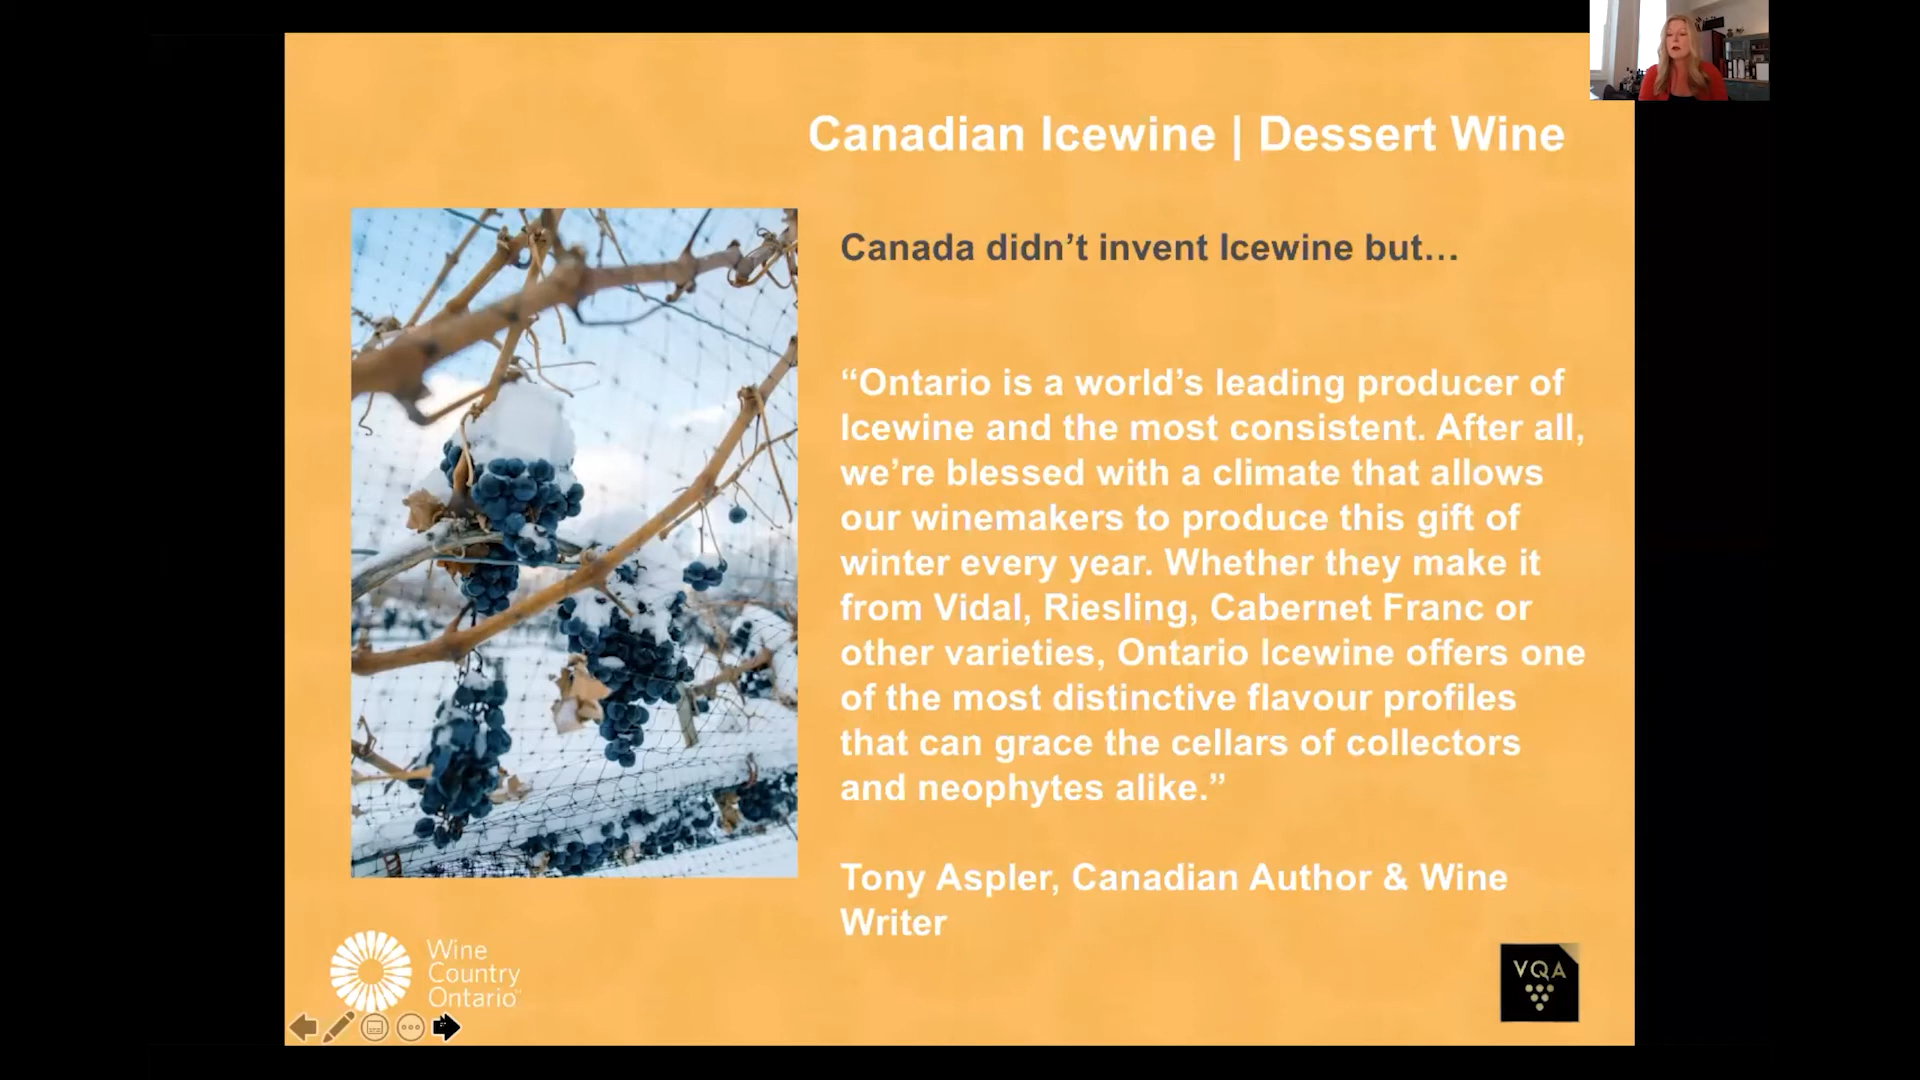 Canadian Icewine | Dessert Wine
Canada didn’t invent Icewine but…
“Ontario is a world’s leading producer of
Icewine and the most consistent. After all,
we’re blessed with a climate that allows
our winemakers to produce this gift of
winter every year. Whether they make it
from Vidal, Riesling, Cabernet Franc or
other varieties, Ontario Icewine offers one
of the most distinctive flavour profiles
that can grace the cellars of collectors
and neophytes alike.”
Tony Aspler, Canadian Author & Wine
Writer
Wine
Country
Ontario
VQA